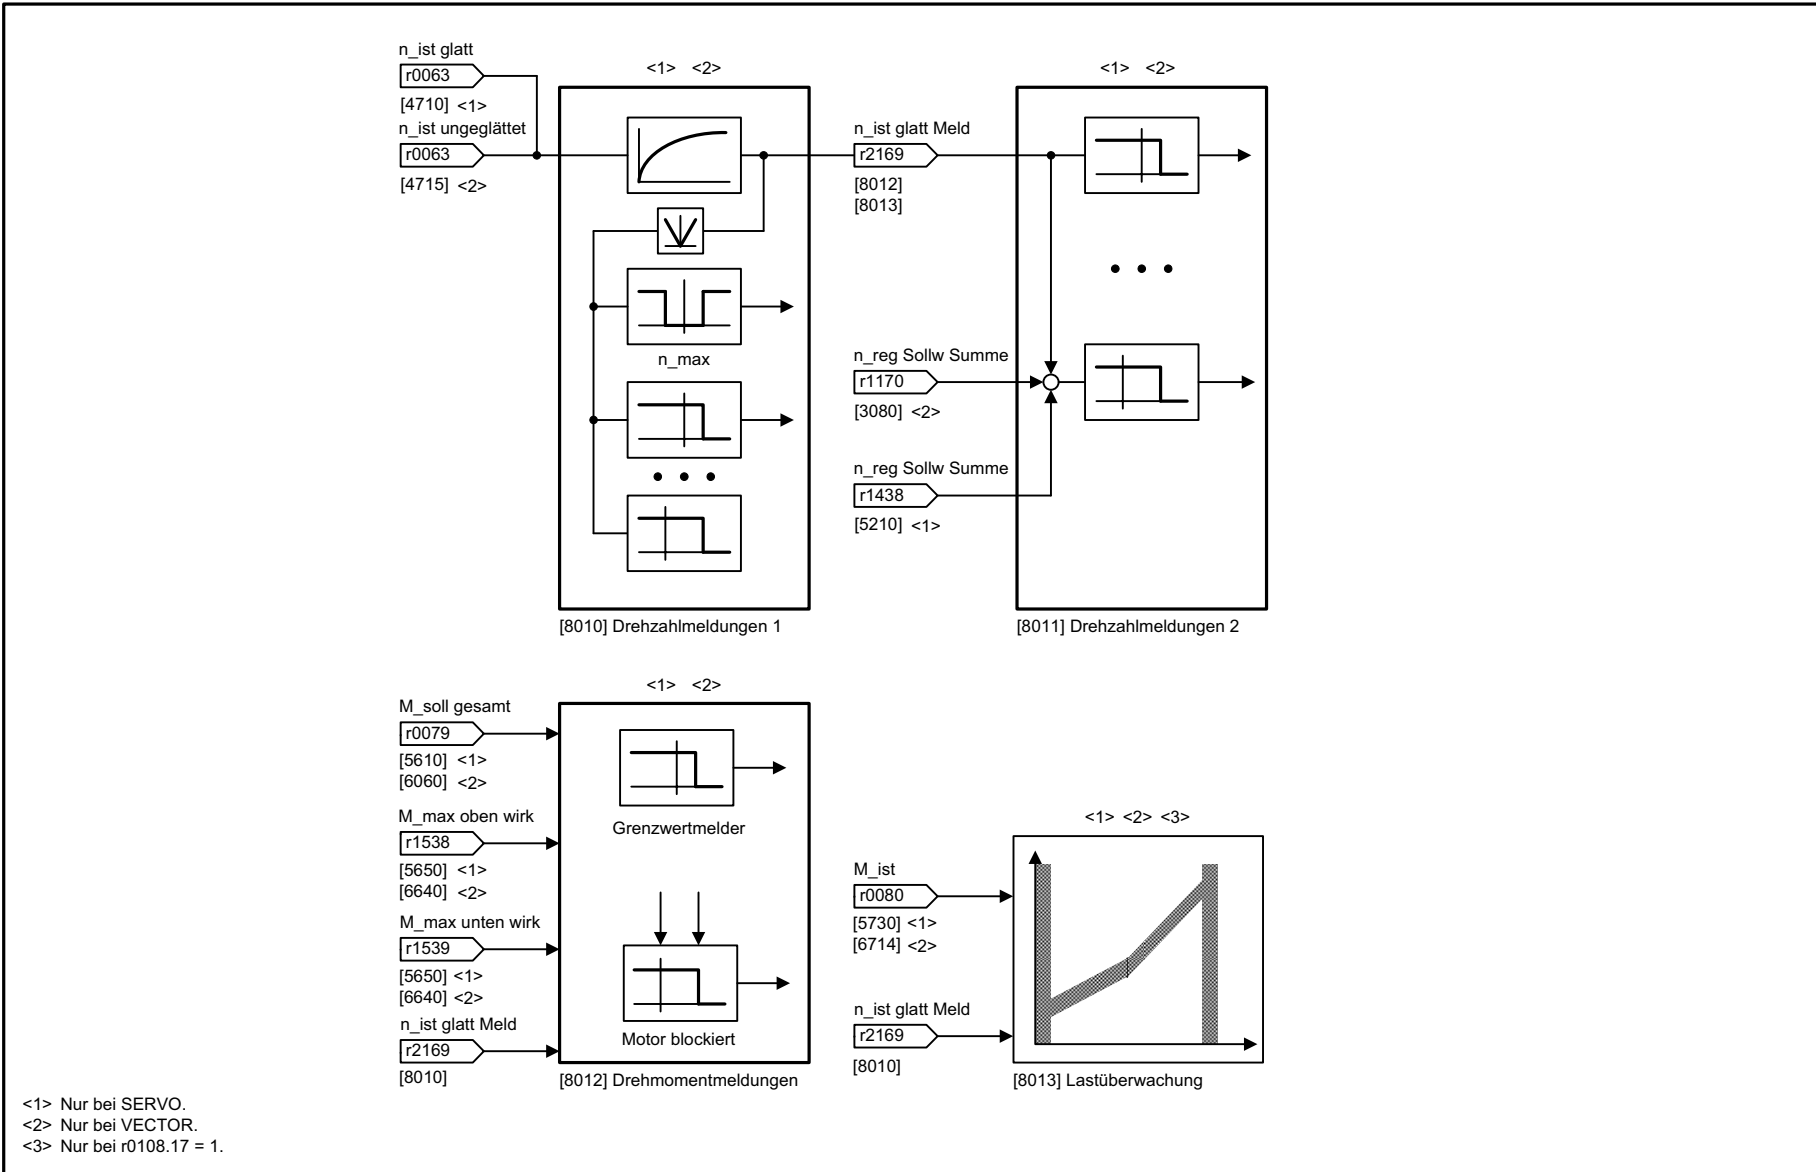 n_ist glatt
r0063
[4710] <1>
n_ist ungeglättet
r0063
[4715] <2>
<1> <2>
n_max
[8010] Drehzahlmeldungen 1
n_ist glatt Meld
r2169
[8012]
[8013]
n_reg Sollw Summe
r1170
[3080] <2>
n_reg Sollw Summe
r1438
[5210] <1>
<1> <2>
[8011] Drehzahlmeldungen 2
M_soll gesamt
r0079
[5610] <1>
[6060] <2>
M_max oben wirk
r1538
[5650] <1>
[6640] <2>
M_max unten wirk
r1539
[5650] <1>
[6640] <2>
n_ist glatt Meld
r2169
[8010]
<1> <2>
Grenzwertmelder
Motor blockiert
[8012] Drehmomentmeldungen
M_ist
r0080
[5730] <1>
[6714] <2>
n_ist glatt Meld
r2169
[8010]
<1> <2> <3>
[8013] Lastüberwachung
<1> Nur bei SERVO.
<2> Nur bei VECTOR.
<3> Nur bei r0108.17 = 1.